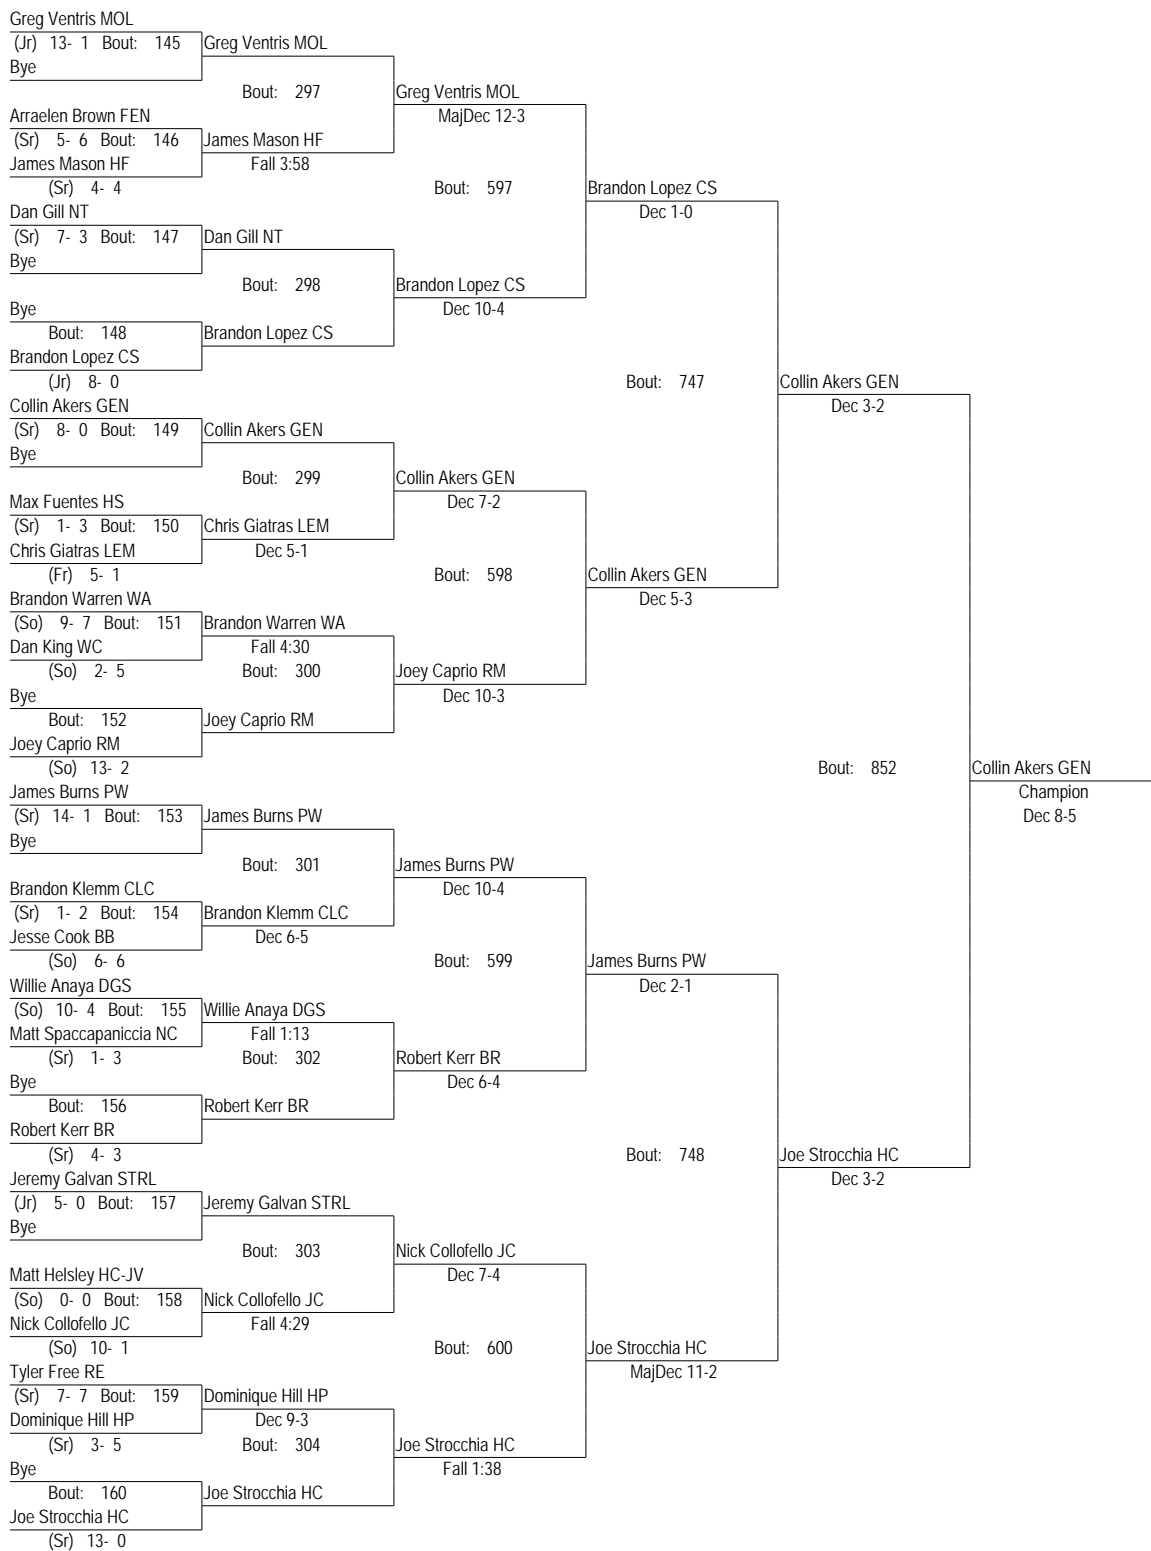 Greg Ventris MOL
(Jr) 13- 1 Bout: 145 Greg Ventris MOL
Bye
Bout: 297 Greg Ventris MOL
Arraelen Brown FEN MajDec 12-3
(Sr) 5- 6 Bout: 146 James Mason HF
James Mason HF Fall 3:58
(Sr) 4- 4 Bout: 597 Brandon Lopez CS
Dan Gill NT Dec 1-0
(Sr) 7- 3 Bout: 147 Dan Gill NT
Bye
Bout: 298 Brandon Lopez CS
Bye Dec 10-4
Bout: 148 Brandon Lopez CS
Brandon Lopez CS
(Jr) 8- 0 Bout: 747 Collin Akers GEN
Collin Akers GEN Dec 3-2
(Sr) 8- 0 Bout: 149 Collin Akers GEN
Bye
Bout: 299 Collin Akers GEN
Max Fuentes HS Dec 7-2
(Sr) 1- 3 Bout: 150 Chris Giatras LEM
Chris Giatras LEM Dec 5-1
(Fr) 5- 1 Bout: 598 Collin Akers GEN
Brandon Warren WA Dec 5-3
(So) 9- 7 Bout: 151 Brandon Warren WA
Dan King WC Fall 4:30
(So) 2- 5 Bout: 300 Joey Caprio RM
Bye Dec 10-3
Bout: 152 Joey Caprio RM
Joey Caprio RM
(So) 13- 2 Bout: 852 Collin Akers GEN
James Burns PW Champion
(Sr) 14- 1 Bout: 153 James Burns PW Dec 8-5
Bye
Bout: 301 James Burns PW
Brandon Klemm CLC Dec 10-4
(Sr) 1- 2 Bout: 154 Brandon Klemm CLC
Jesse Cook BB Dec 6-5
(So) 6- 6 Bout: 599 James Burns PW
Willie Anaya DGS Dec 2-1
(So) 10- 4 Bout: 155 Willie Anaya DGS
Matt Spaccapaniccia NC Fall 1:13
(Sr) 1- 3 Bout: 302 Robert Kerr BR
Bye Dec 6-4
Bout: 156 Robert Kerr BR
Robert Kerr BR
(Sr) 4- 3 Bout: 748 Joe Strocchia HC
Jeremy Galvan STRL Dec 3-2
(Jr) 5- 0 Bout: 157 Jeremy Galvan STRL
Bye
Bout: 303 Nick Collofello JC
Matt Helsley HC-JV Dec 7-4
(So) 0- 0 Bout: 158 Nick Collofello JC
Nick Collofello JC Fall 4:29
(So) 10- 1 Bout: 600 Joe Strocchia HC
Tyler Free RE MajDec 11-2
(Sr) 7- 7 Bout: 159 Dominique Hill HP
Dominique Hill HP Dec 9-3
(Sr) 3- 5 Bout: 304 Joe Strocchia HC
Bye Fall 1:38
Bout: 160 Joe Strocchia HC
Joe Strocchia HC
(Sr) 13- 0